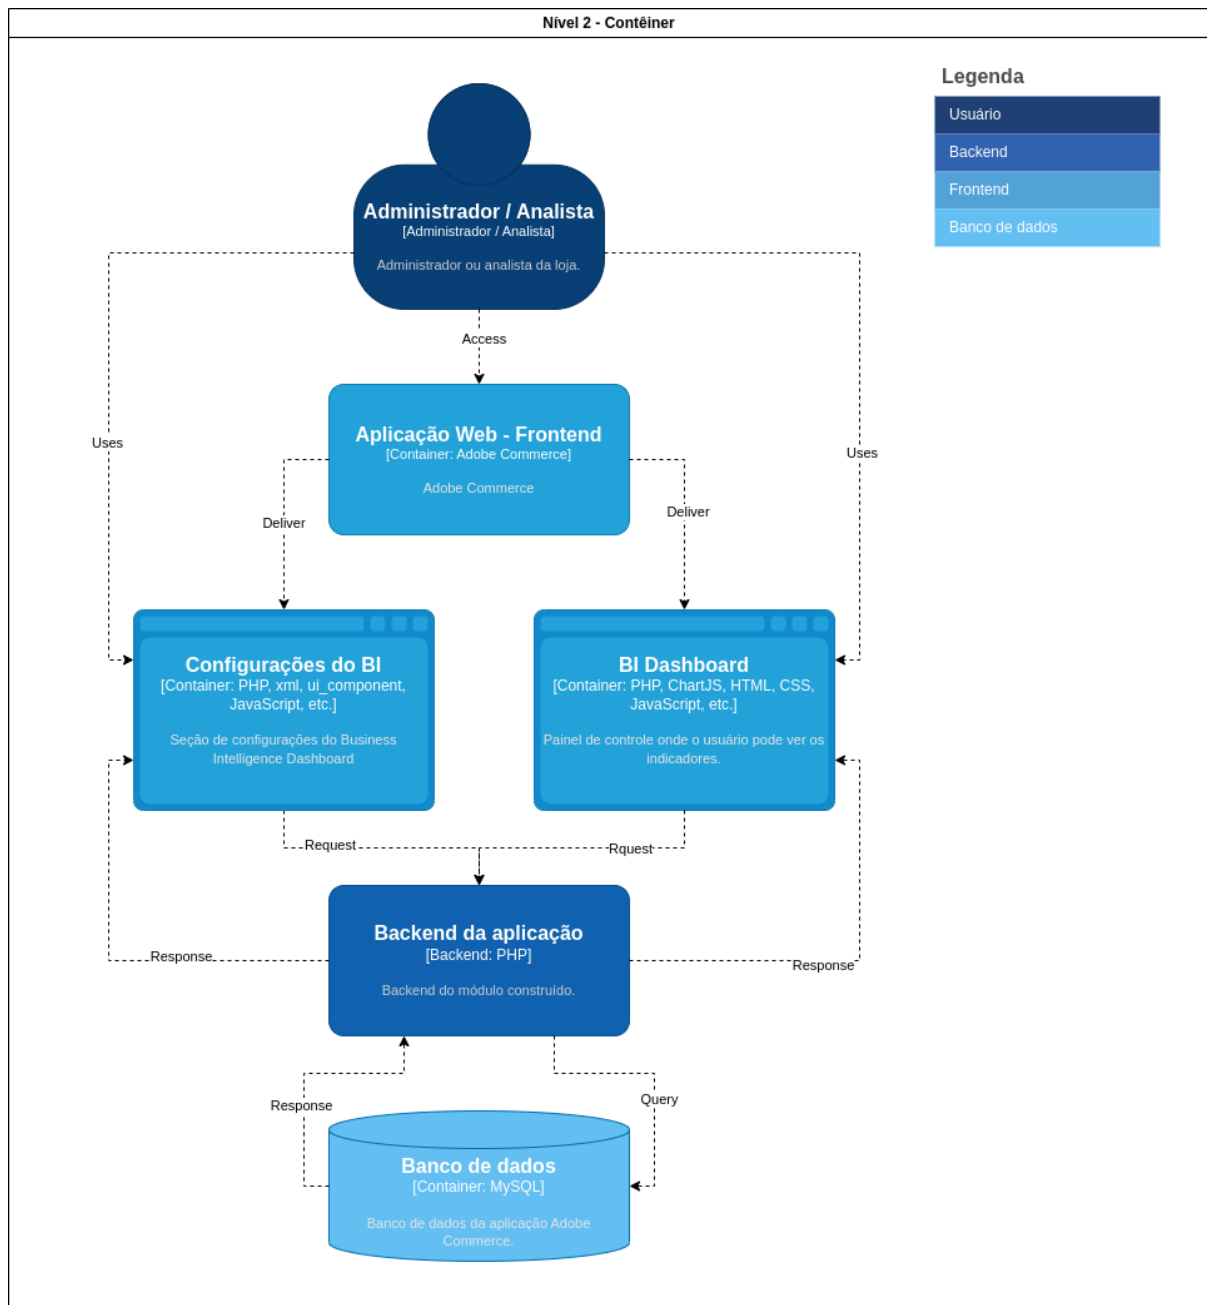 Nível 2 - Contêiner
Legenda
Usuário
Backend
Frontend
Banco de dados
Administrador / Analista
[Administrador / Analista]
Administrador ou analista da loja.
Access
Uses
Uses
Aplicação Web - Frontend
[Container: Adobe Commerce]
Adobe Commerce
Deliver
Deliver
Configurações do BI
[Container: PHP, xml, ui_component,
JavaScript, etc.]
Seção de configurações do Business
Intelligence Dashboard
BI Dashboard
[Container: PHP, ChartJS, HTML, CSS,
JavaScript, etc.]
Painel de controle onde o usuário pode ver os
indicadores.
Request
Rquest
Backend da aplicação
[Backend: PHP]
Backend do módulo construído.
Response
Response
Response
Query
Banco de dados
[Container: MySQL]
Banco de dados da aplicação Adobe
Commerce.